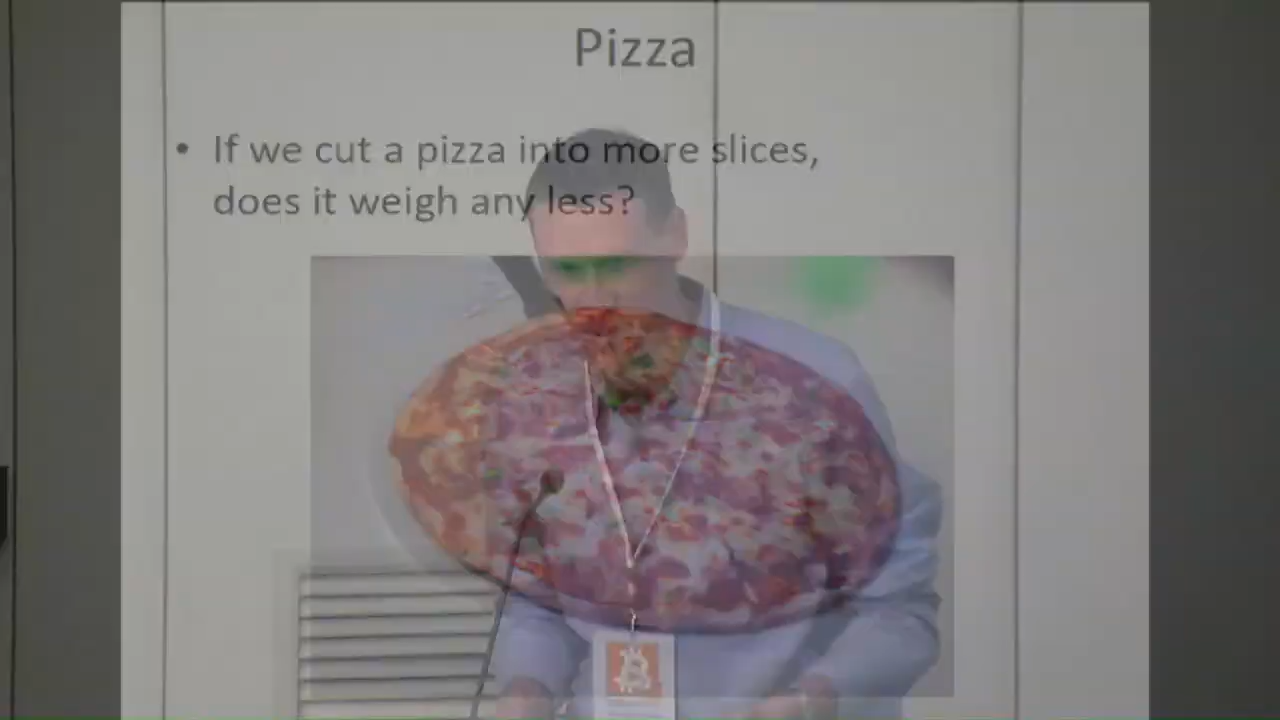 Pizza
• If we cut a pizza into more slices,
does it weigh any less?